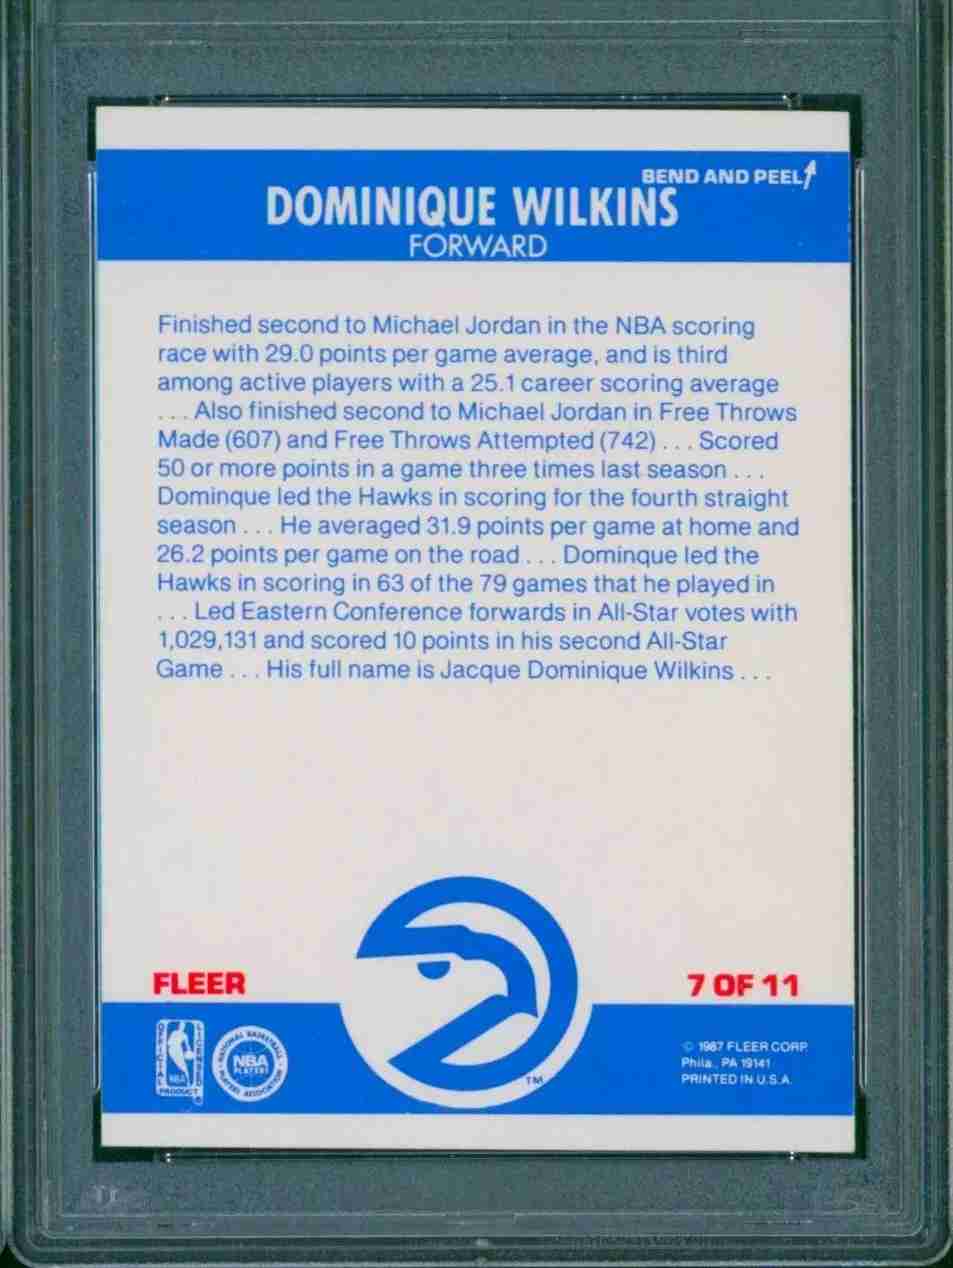 BEND AND PEEL
DOMINIQUE WILKINS
FORWARD
Finished second to Michael Jordan in the NBA scoring
race with 29.0 points per game average, and is third
among active players with a 25.1 career scoring average
. . . Also finished second to Michael Jordan in Free Throws
Made (607) and Free Throws Attempted (742) . . . Scored
50 or more points in a game three times last season . . .
Dominque led the Hawks in scoring for the fourth straight
season . . . He averaged 31.9 points per game at home and
26.2 points per game on the road . . . Dominque led the
Hawks in scoring in 63 of the 79 games that he played in
. . . Led Eastern Conference forwards in All-Star votes with
1,029,131 and scored 10 points in his second All-Star
Game . . . His full name is Jacque Dominique Wilkins . . .
FLEER
7 OF 11
OFFICIAL LICENSED
NBA
PRODUCT
NATIONAL BASKETBALL
NBA
PLAYERS
PLAYERS ASSOCIATION
TM
© 1987 FLEER CORP.
Phila., PA 19141
PRINTED IN U.S.A.